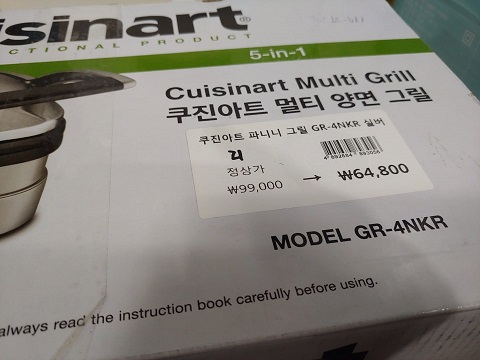 isinart®
CTIONAL PRODUCT
5-in-1
Cuisinart Multi Grill
쿠진아트 멀티 양면 그릴
쿠진아트 파니니 그릴 GR-4NKR 실버
리
정상가
₩99,000 → ₩64,800
MODEL GR-4NKR
always read the instruction book carefully before using.